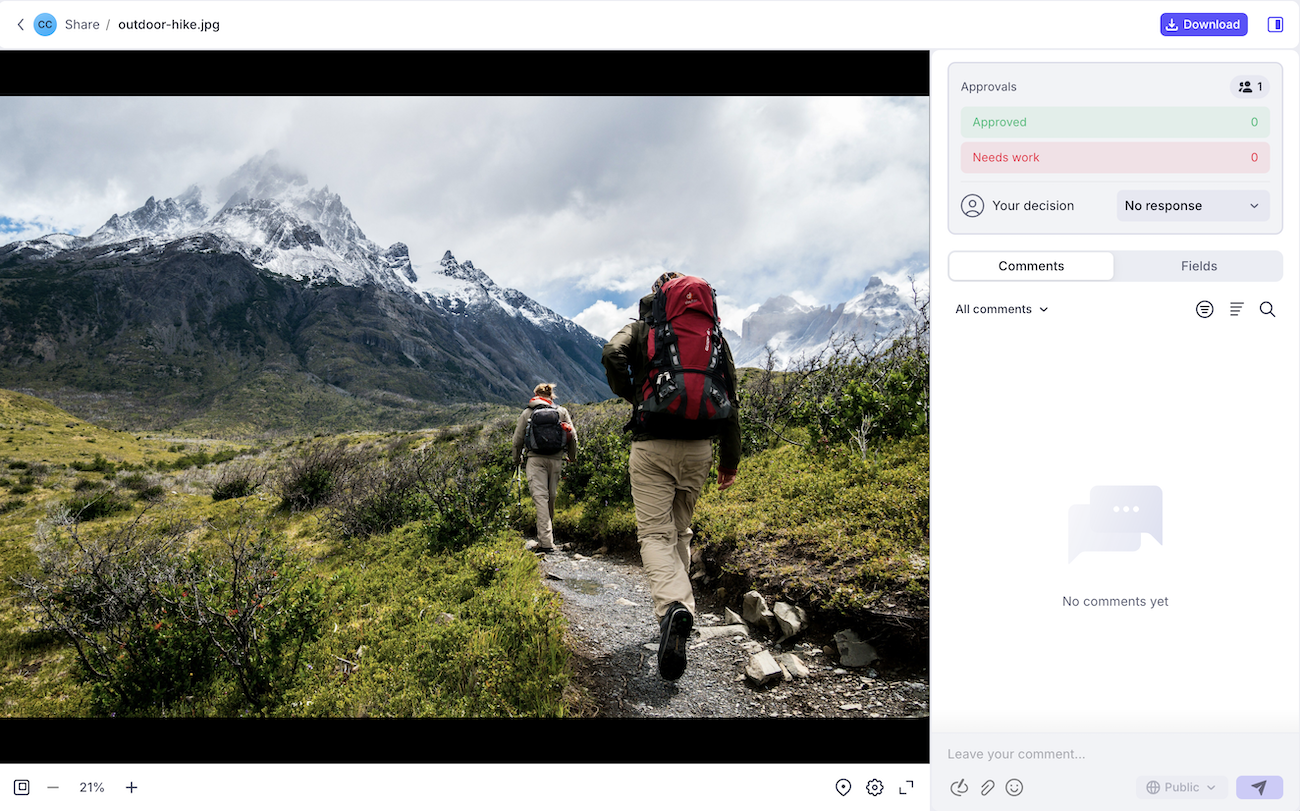 CC Share / outdoor-hike.jpg
Download
Approvals
1
Approved 0
Needs work 0
Your decision
No response
Comments
Fields
All comments
No comments yet
Leave your comment...
Public
21%